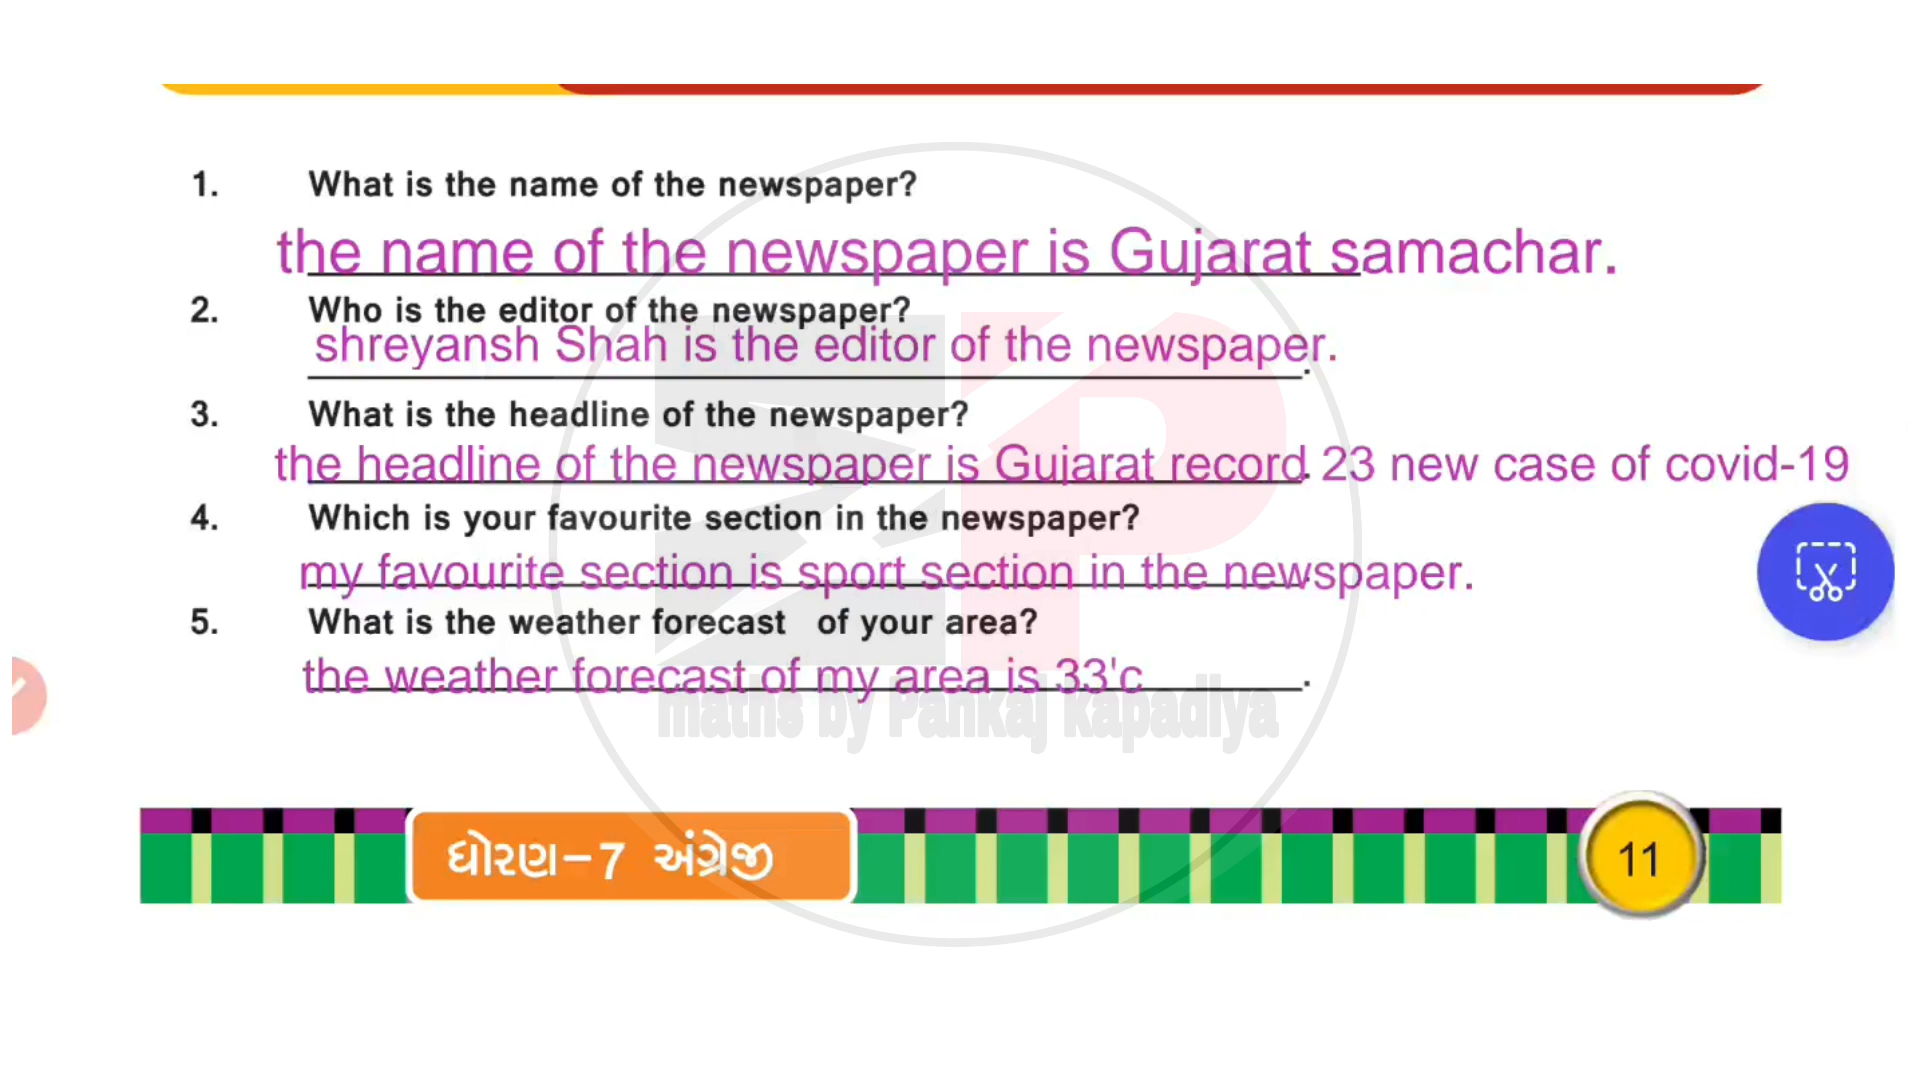 1. What is the name of the newspaper?
the name of the newspaper is Gujarat samachar.
2. Who is the editor of the newspaper?
shreyansh Shah is the editor of the newspaper.
3. What is the headline of the newspaper?
the headline of the newspaper is Gujarat record 23 new case of covid-19
4. Which is your favourite section in the newspaper?
my favourite section is sport section in the newspaper.
5. What is the weather forecast of your area?
the weather forecast of my area is 33'c
maths by Pankaj kapadiya
ધોરણ–7 અંગ્રેજી
11